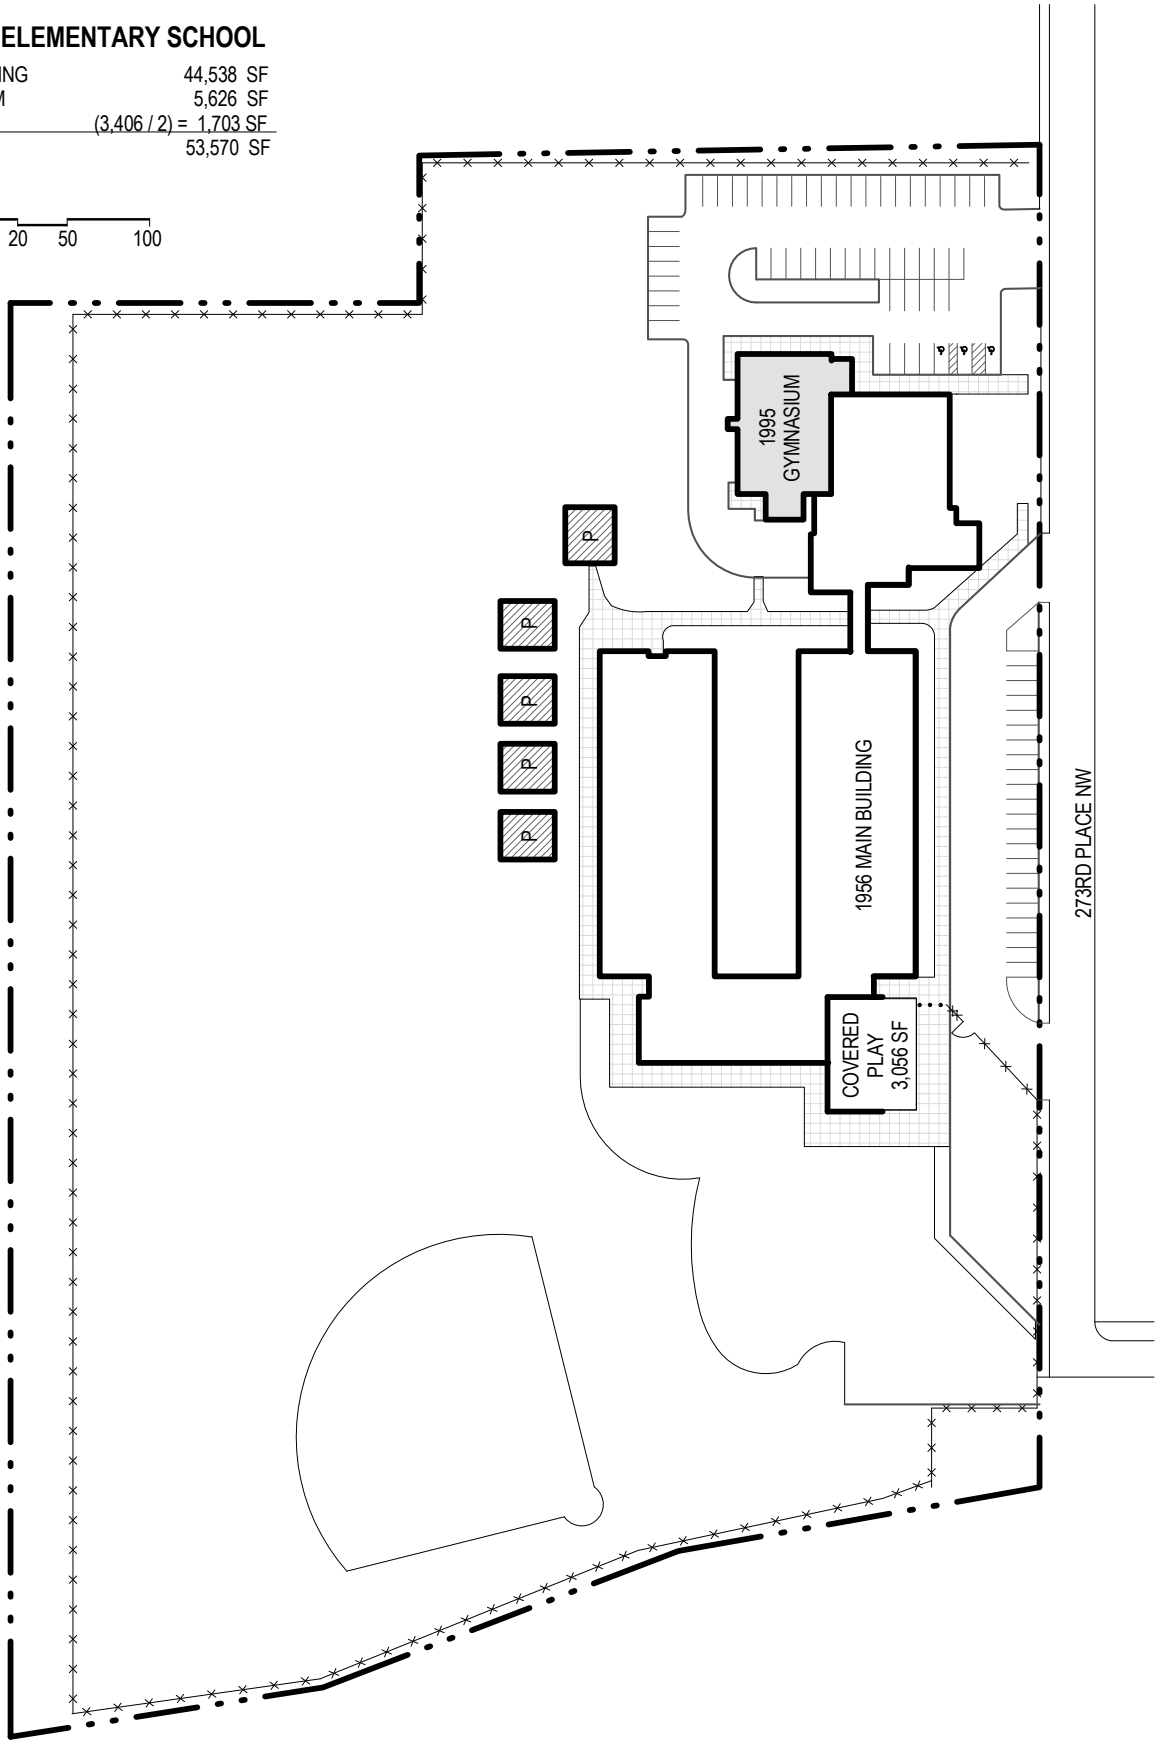 ELEMENTARY SCHOOL
44,538 SF
5,626 SF
(3,406 / 2) = 1,703 SF
53,570 SF
20 50 100
1995
GYMNASIUM
P
P
P
P
P
1956 MAIN BUILDING
273RD PLACE NW
COVERED
PLAY
3,056 SF